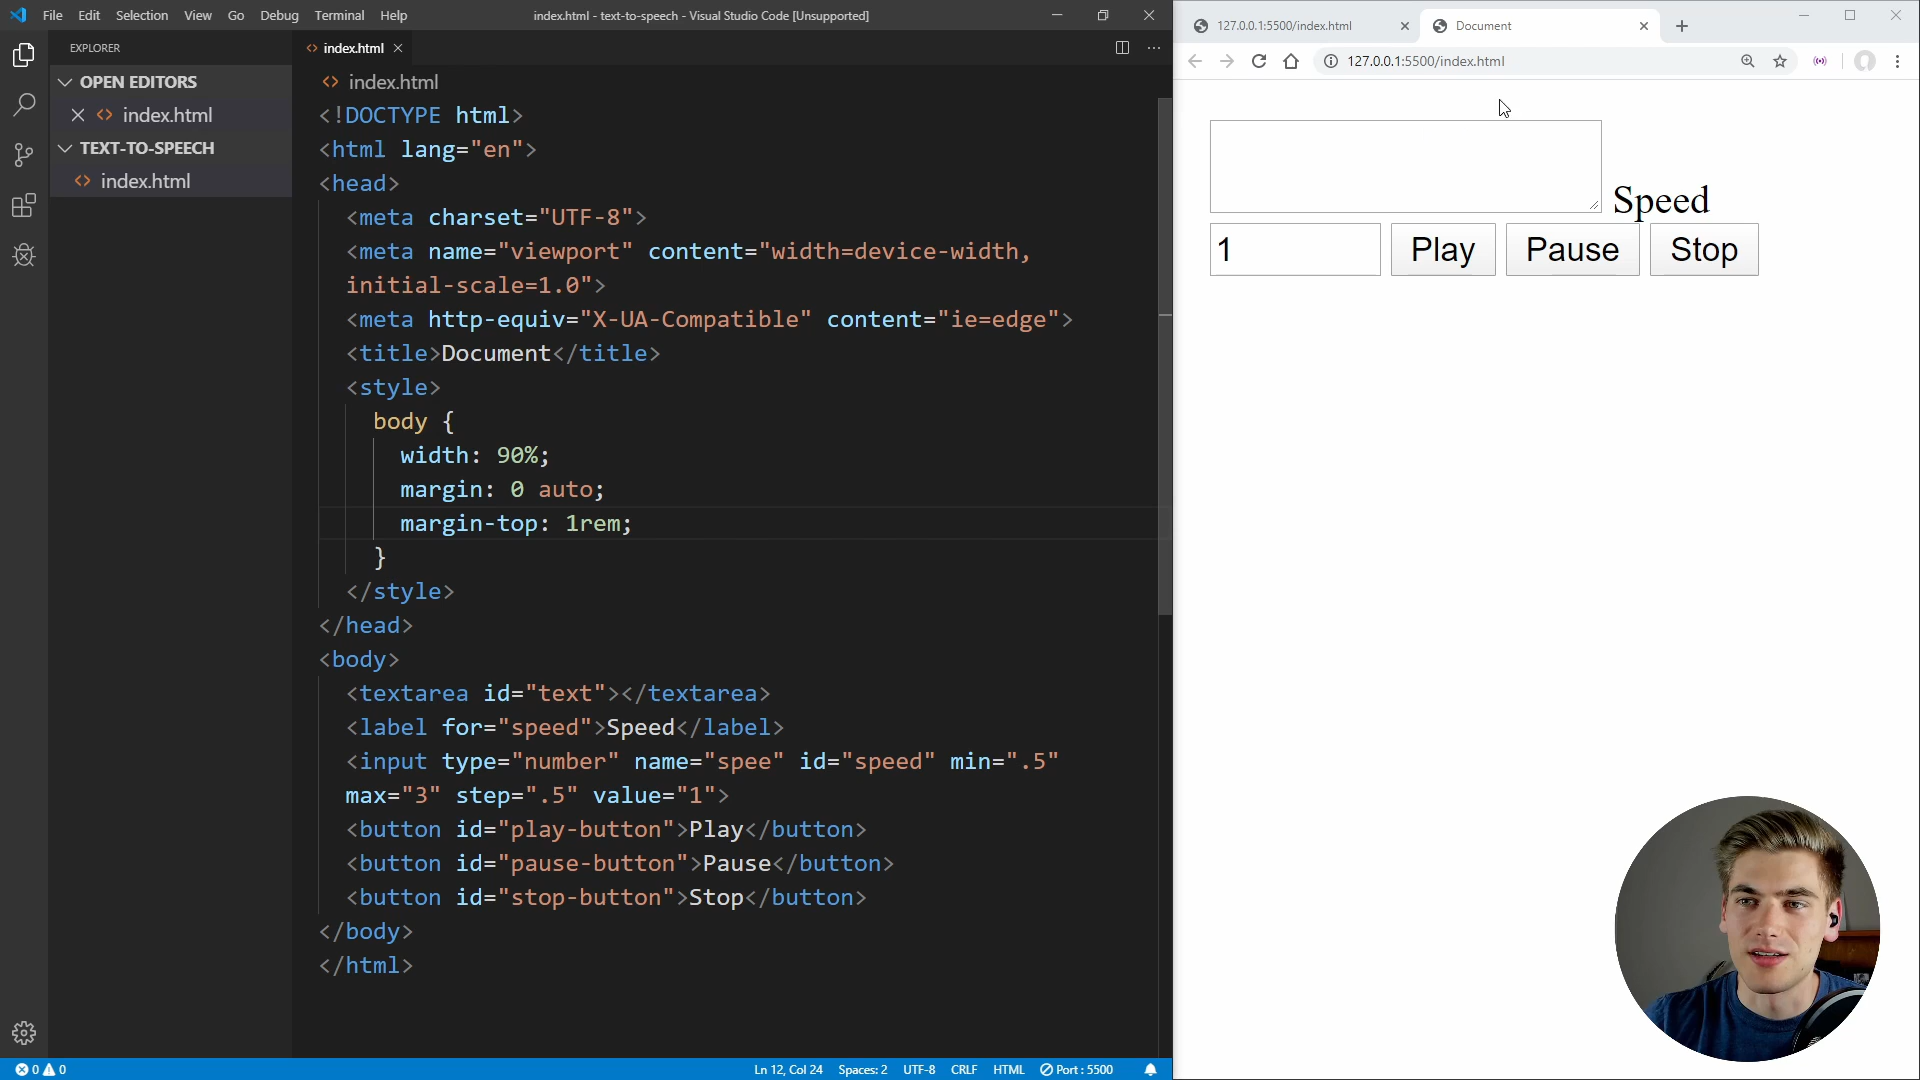 File Edit Selection View Go Debug Terminal Help
index.html - text-to-speech - Visual Studio Code [Unsupported]
EXPLORER
OPEN EDITORS
index.html
TEXT-TO-SPEECH
index.html
index.html
index.html
<!DOCTYPE html>
<html lang="en">
<head>
<meta charset="UTF-8">
<meta name="viewport" content="width=device-width,
initial-scale=1.0">
<meta http-equiv="X-UA-Compatible" content="ie=edge">
<title>Document</title>
<style>
body {
width: 90%;
margin: 0 auto;
margin-top: 1rem;
}
</style>
</head>
<body>
<textarea id="text"></textarea>
<label for="speed">Speed</label>
<input type="number" name="spee" id="speed" min=".5"
max="3" step=".5" value="1">
<button id="play-button">Play</button>
<button id="pause-button">Pause</button>
<button id="stop-button">Stop</button>
</body>
</html>
0 0
Ln 12, Col 24 Spaces: 2 UTF-8 CRLF HTML Port : 5500
127.0.0.1:5500/index.html
Document
127.0.0.1:5500/index.html
Speed
1 Play Pause Stop